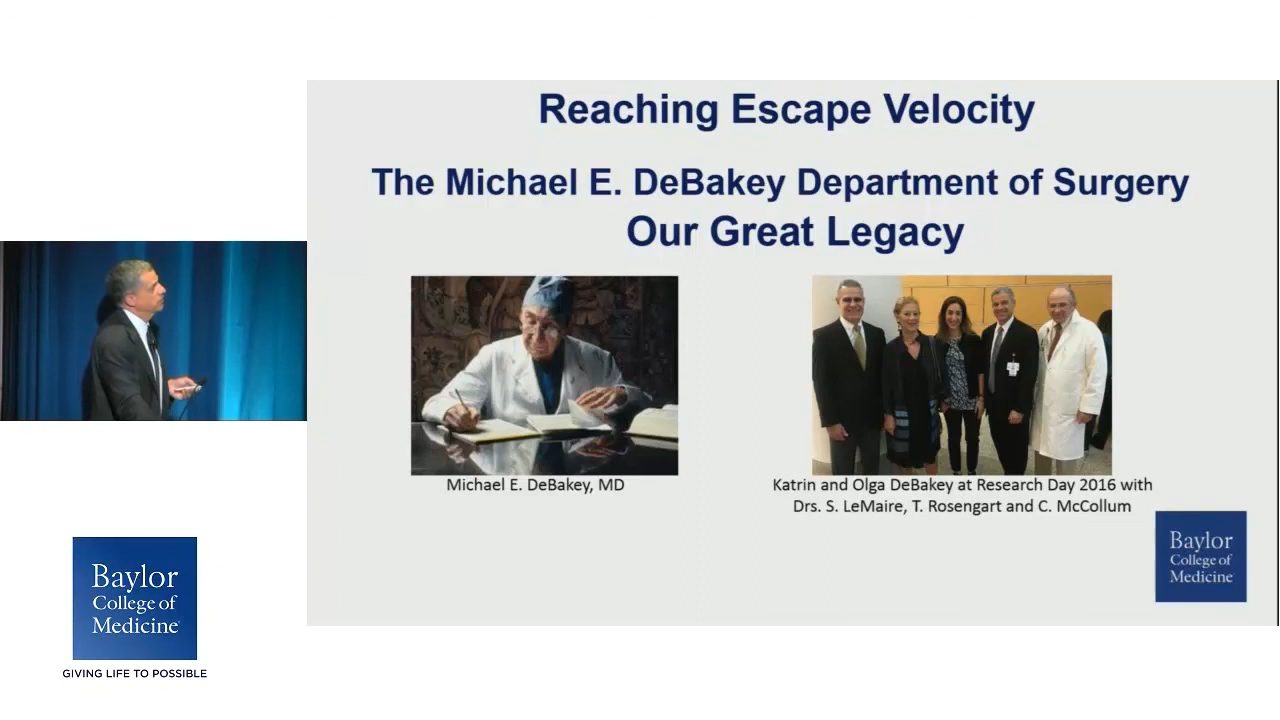 Reaching Escape Velocity
The Michael E. DeBakey Department of Surgery
Our Great Legacy
Michael E. DeBakey, MD
Katrin and Olga DeBakey at Research Day 2016 with
Drs. S. LeMaire, T. Rosengart and C. McCollum
Baylor
College of
Medicine
Baylor
College of
Medicine
GIVING LIFE TO POSSIBLE